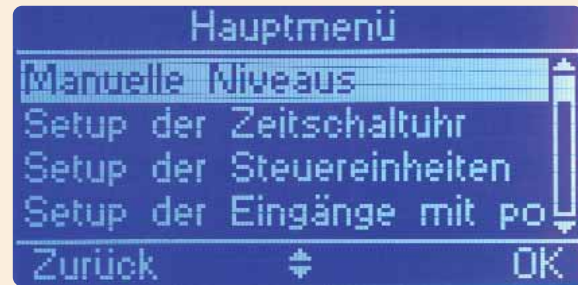 Hauptmenü
Manuelle Niveaus
Setup der Zeitschaltuhr
Setup der Steuereinheiten
Setup der Eingänge mit po
Zurück OK